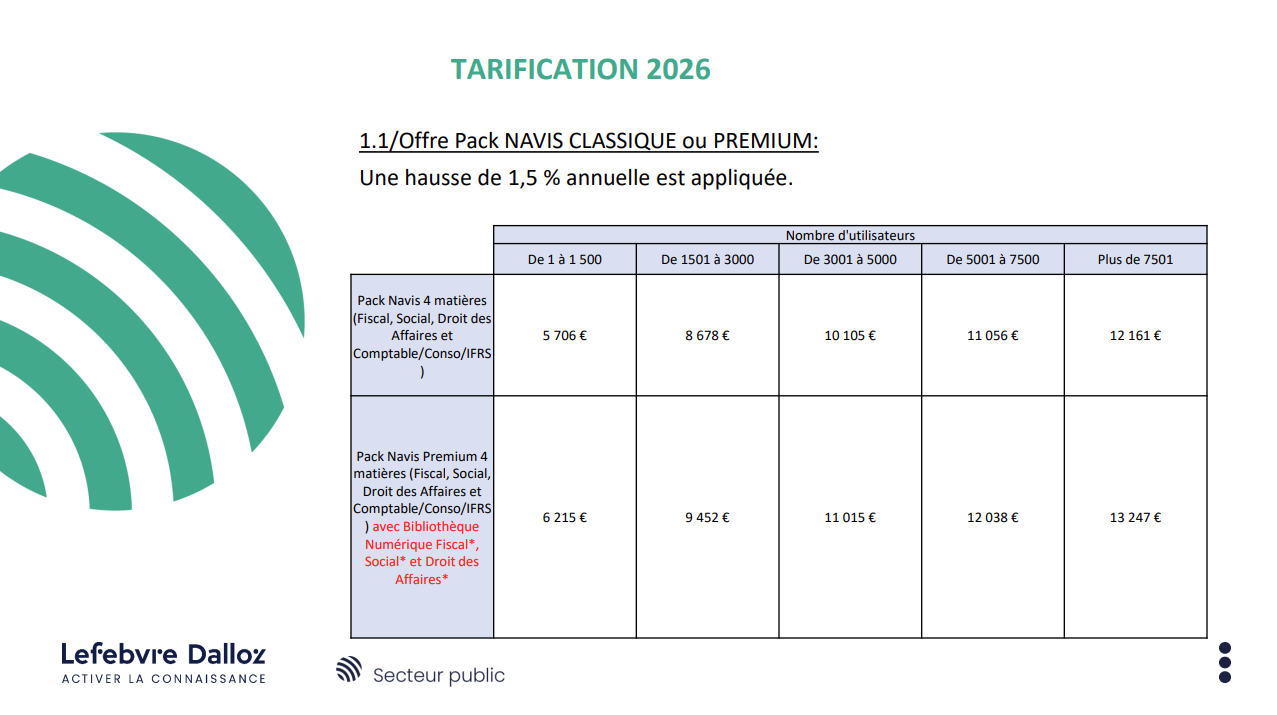 TARIFICATION 2026
1.1/Offre Pack NAVIS CLASSIQUE ou PREMIUM:
Une hausse de 1,5 % annuelle est appliquée.
Nombre d'utilisateurs
De 1 à 1 500
De 1501 à 3000
De 3001 à 5000
De 5001 à 7500
Plus de 7501
Pack Navis 4 matières
(Fiscal, Social, Droit des
Affaires et
Comptable/Conso/IFRS
)
5 706 €
8 678 €
10 105 €
11 056 €
12 161 €
Pack Navis Premium 4
matières (Fiscal, Social,
Droit des Affaires et
Comptable/Conso/IFRS
) avec Bibliothèque
Numérique Fiscal*,
Social* et Droit des
Affaires*
6 215 €
9 452 €
11 015 €
12 038 €
13 247 €
Lefebvre Dalloz
ACTIVER LA CONNAISSANCE
Secteur public